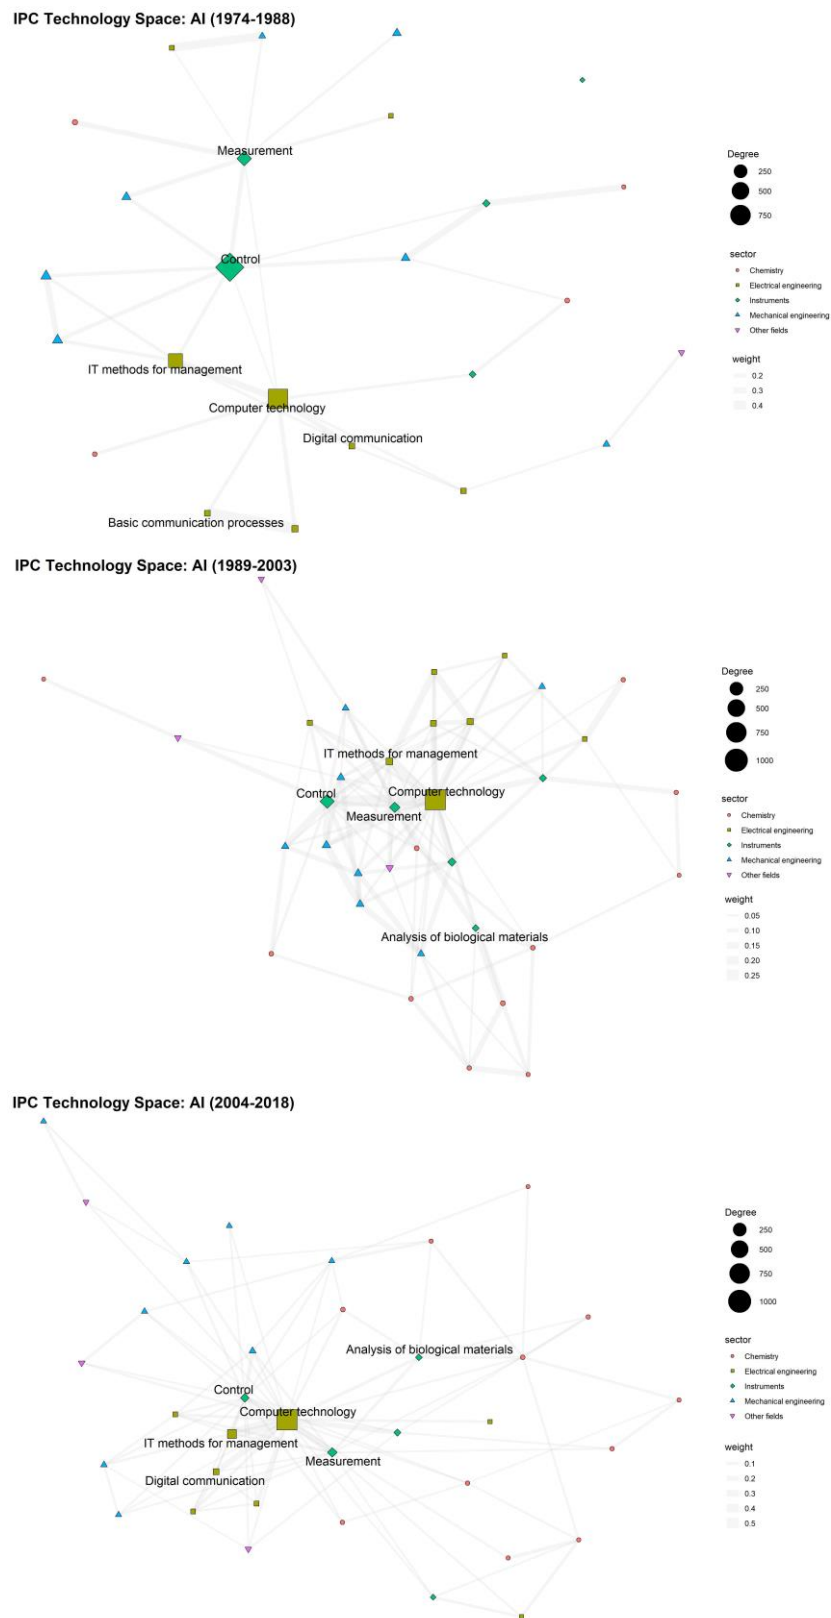 IPC Technology Space: AI (1974-1988)
Measurement
Control
IT methods for management
Computer technology
Digital communication
Basic communication processes
Degree
250
500
750
sector
Chemistry
Electrical engineering
Instruments
Mechanical engineering
Other fields
weight
0.2
0.3
0.4
IPC Technology Space: AI (1989-2003)
IT methods for management
Control
Computer technology
Measurement
Analysis of biological materials
Degree
250
500
750
1000
sector
Chemistry
Electrical engineering
Instruments
Mechanical engineering
Other fields
weight
0.05
0.10
0.15
0.20
0.25
IPC Technology Space: AI (2004-2018)
Analysis of biological materials
Control
Computer technology
IT methods for management
Measurement
Digital communication
Degree
250
500
750
1000
sector
Chemistry
Electrical engineering
Instruments
Mechanical engineering
Other fields
weight
0.1
0.2
0.3
0.4
0.5